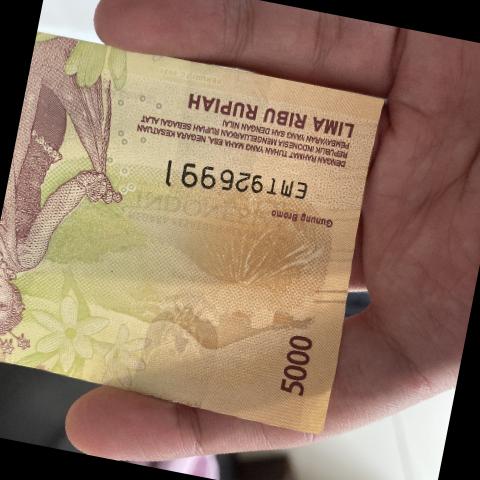 5000
Gunung Bromo
EMT926991
DENGAN RAHMAT TUHAN YANG MAHA ESA, NEGARA KESATUAN
REPUBLIK INDONESIA MENGELUARKAN RUPIAH SEBAGAI ALAT
PEMBAYARAN YANG SAH DENGAN NILAI
LIMA RIBU RUPIAH